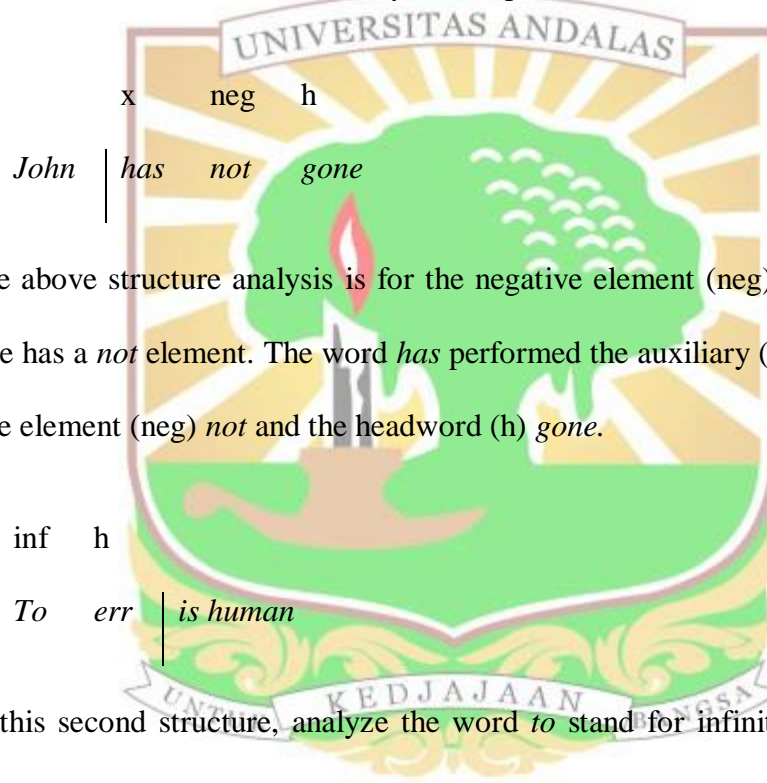 UNIVERSITAS ANDALAS
x neg h
John has not gone
e above structure analysis is for the negative element (neg)
e has a not element. The word has performed the auxiliary (
e element (neg) not and the headword (h) gone.
inf h
To err is human
this second structure, analyze the word to stand for infinit
UNTUK KEDJAJAAN BANGSA